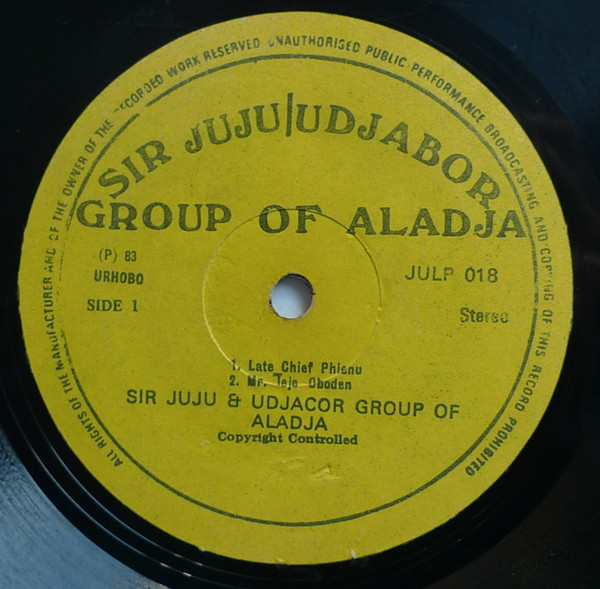 ALL RIGHTS OF THE MANUFACTURER AND OF THE OWNER OF THE RECORDED WORK RESERVED UNAUTHORISED PUBLIC PERFORMANCE BROADCASTING AND COPYING OF THIS RECORD PROHIBITED
SIR JUJU/UDJABOR
GROUP OF ALADJA
(P) 83
URHOBO
SIDE 1
JULP 018
Stereo
1. Late Chief Phienu
2. Mr. Teje Oboden
SIR JUJU & UDJACOR GROUP OF
ALADJA
Copyright Controlled